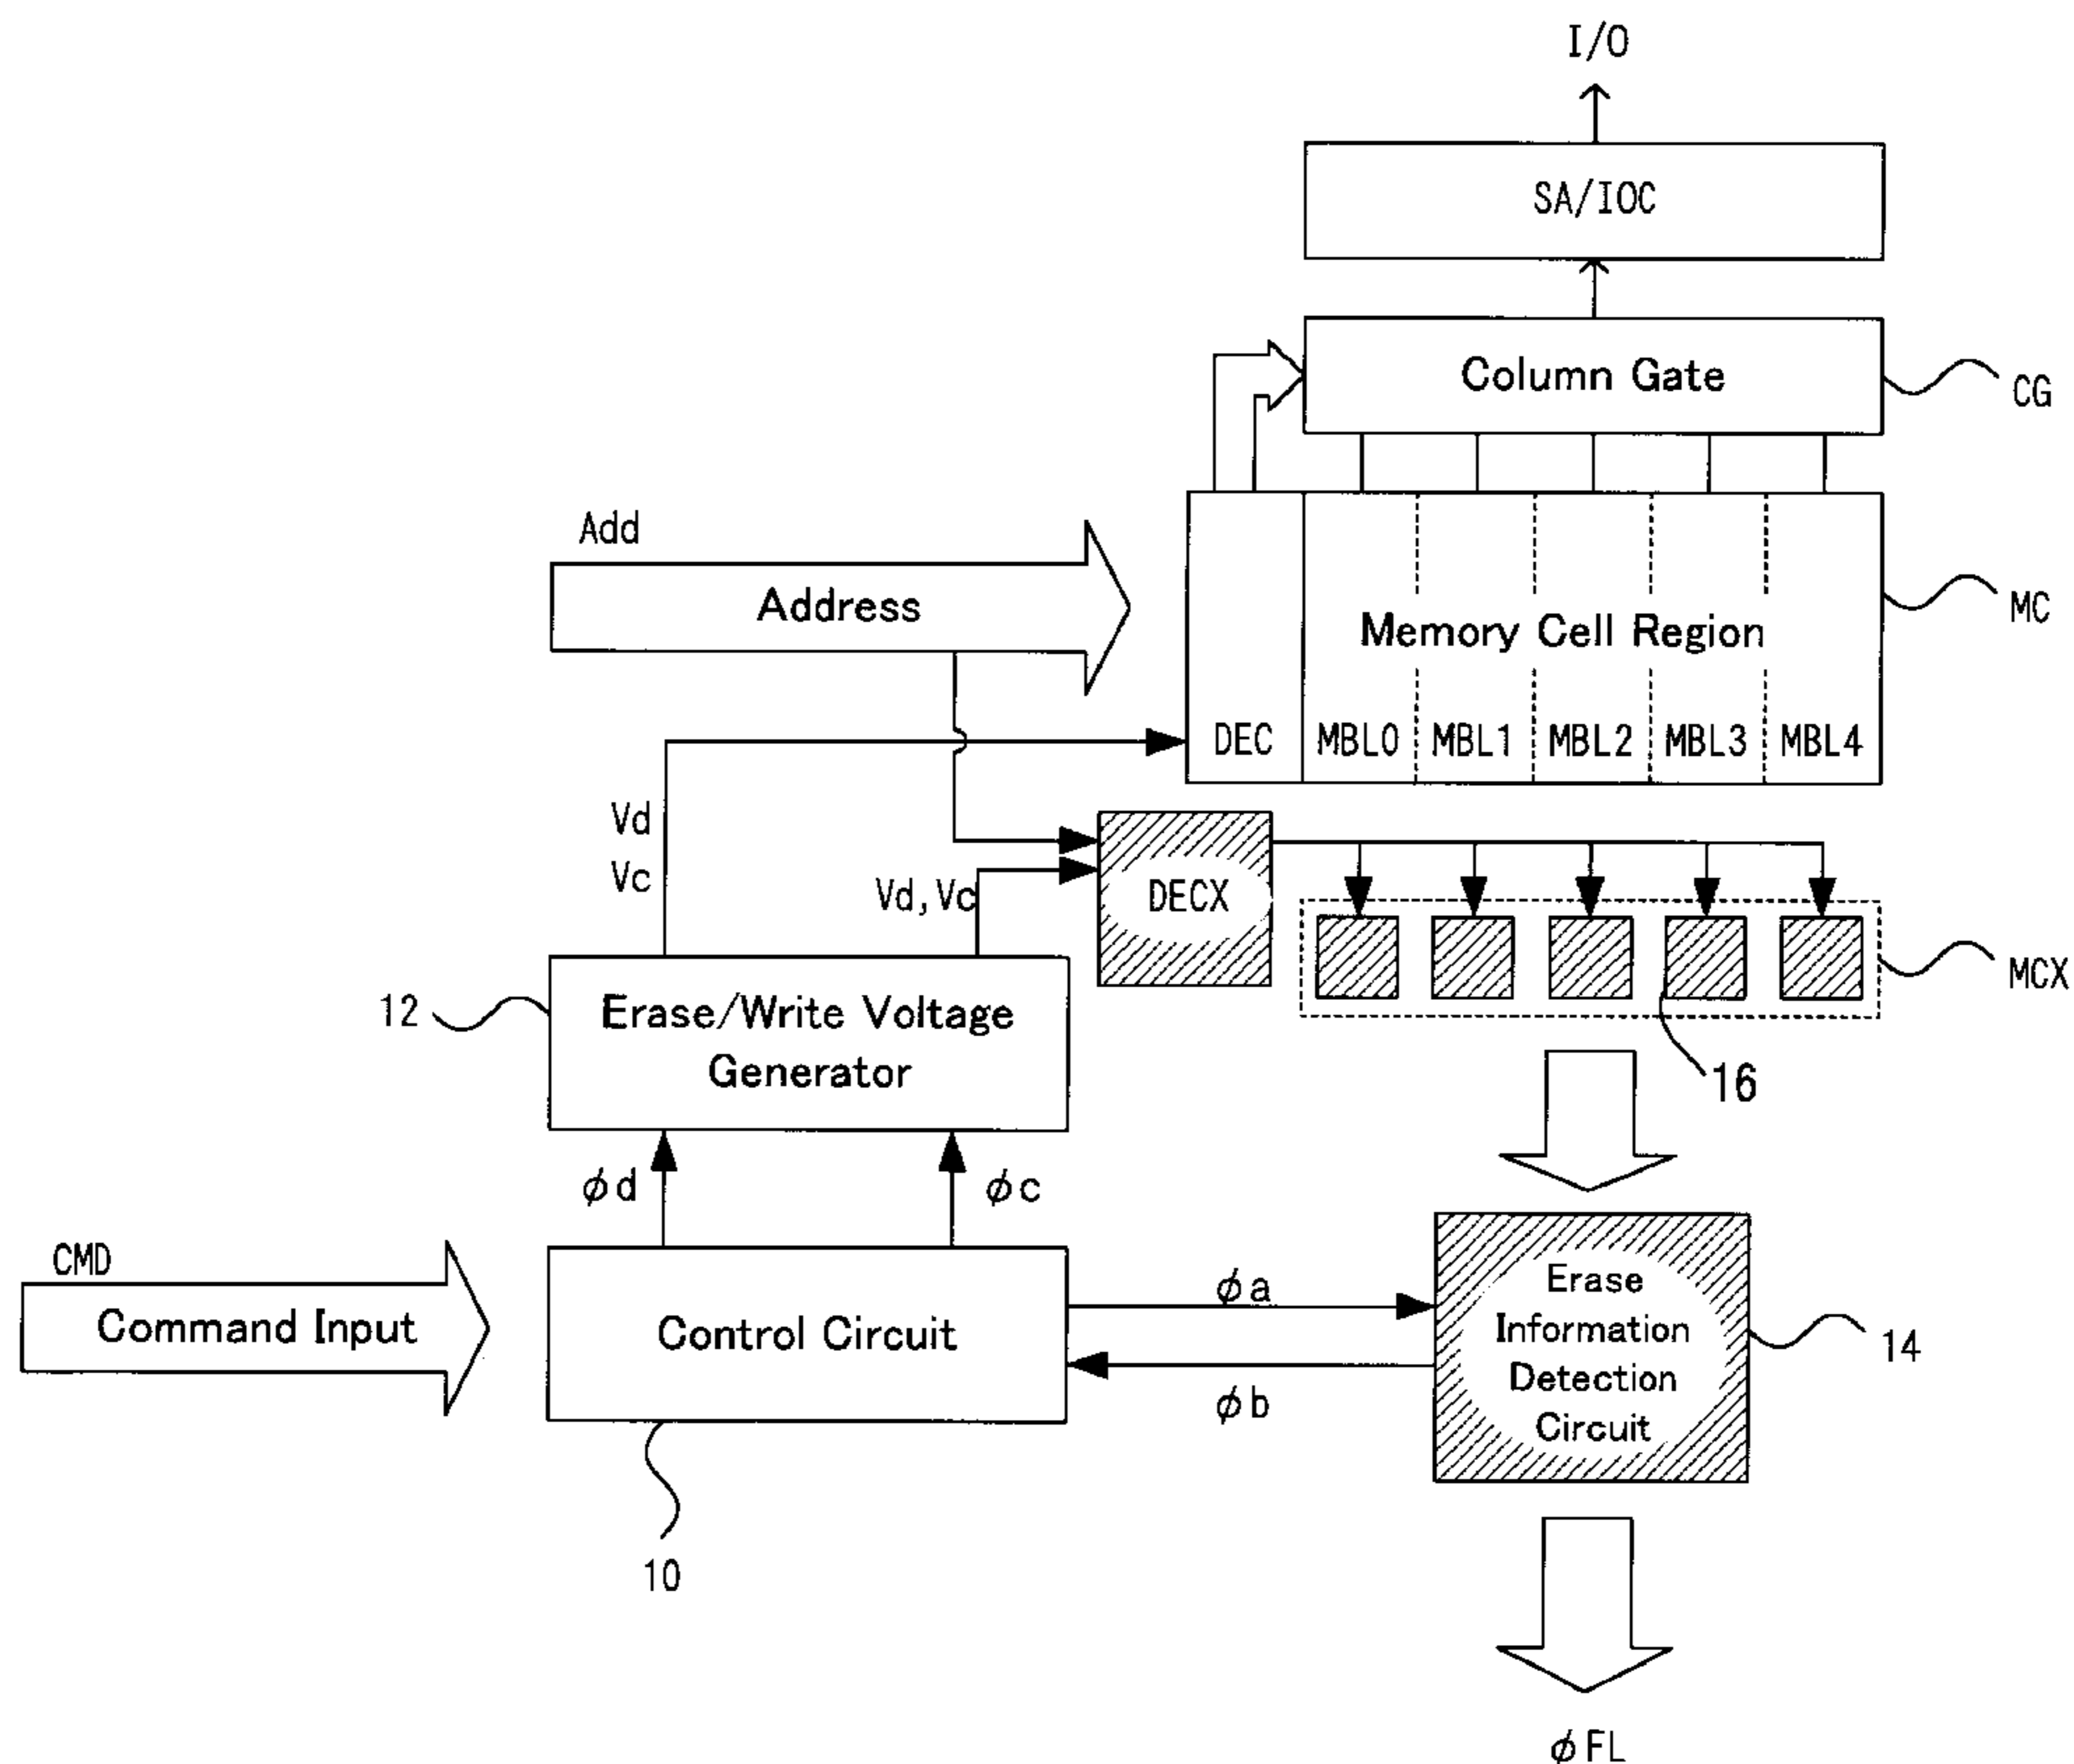 I/O
SA/IOC
Column Gate
CG
Add
Address
Memory Cell Region
MC
DEC MBL0 MBL1 MBL2 MBL3 MBL4
Vd
Vc
Vd, Vc
DECX
MCX
12
Erase/Write Voltage
Generator
16
ϕd
ϕc
CMD
Command Input
Control Circuit
ϕa
ϕb
Erase
Information
Detection
Circuit
14
10
ϕFL